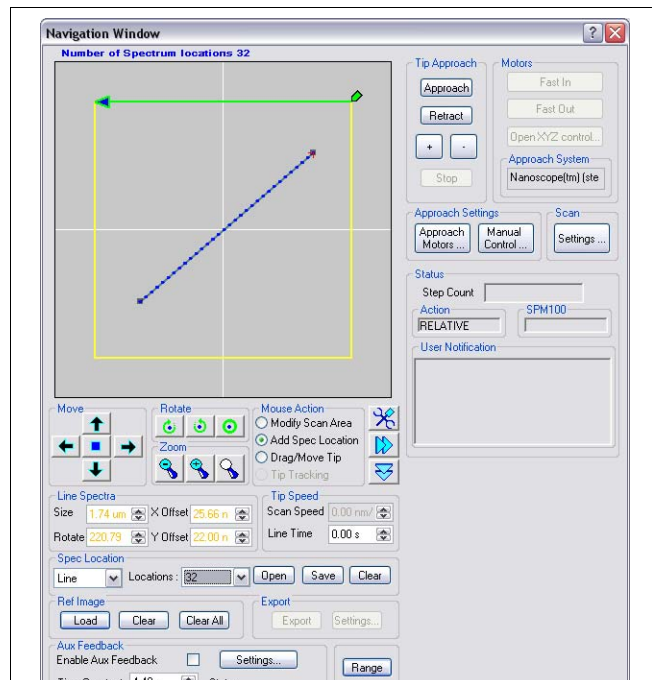 Navigation Window
Number of Spectrum locations 32
Tip Approach
Approach
Retract
+ -
Stop
Motors
Fast In
Fast Out
Open XYZ control...
Approach System
Nanoscope(tm) (ste
Approach Settings
Approach Motors ...
Manual Control ...
Scan
Settings ...
Status
Step Count
Action
RELATIVE
SPM100
User Notification
Move
Rotate
Zoom
Mouse Action
Modify Scan Area
Add Spec Location
Drag/Move Tip
Tip Tracking
Line Spectra
Size 1.74 um X Offset 25.66 n
Rotate 220.79 Y Offset 22.00 n
Tip Speed
Scan Speed 0.00 nm/
Line Time 0.00 s
Spec Location
Line Locations : 32 Open Save Clear
Ref Image
Load Clear Clear All
Export
Export Settings...
Aux Feedback
Enable Aux Feedback Settings...
Range